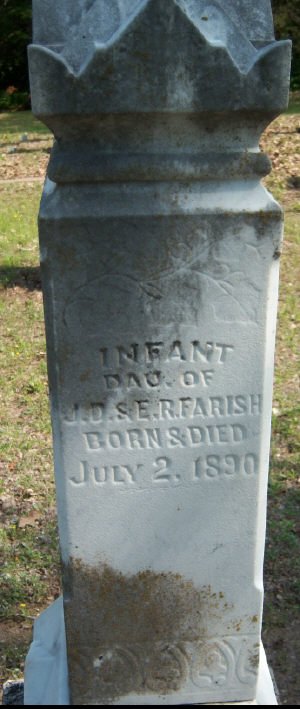 INFANT
DAU. OF
J.D. & E.R. FARISH
BORN & DIED
JULY 2, 1890